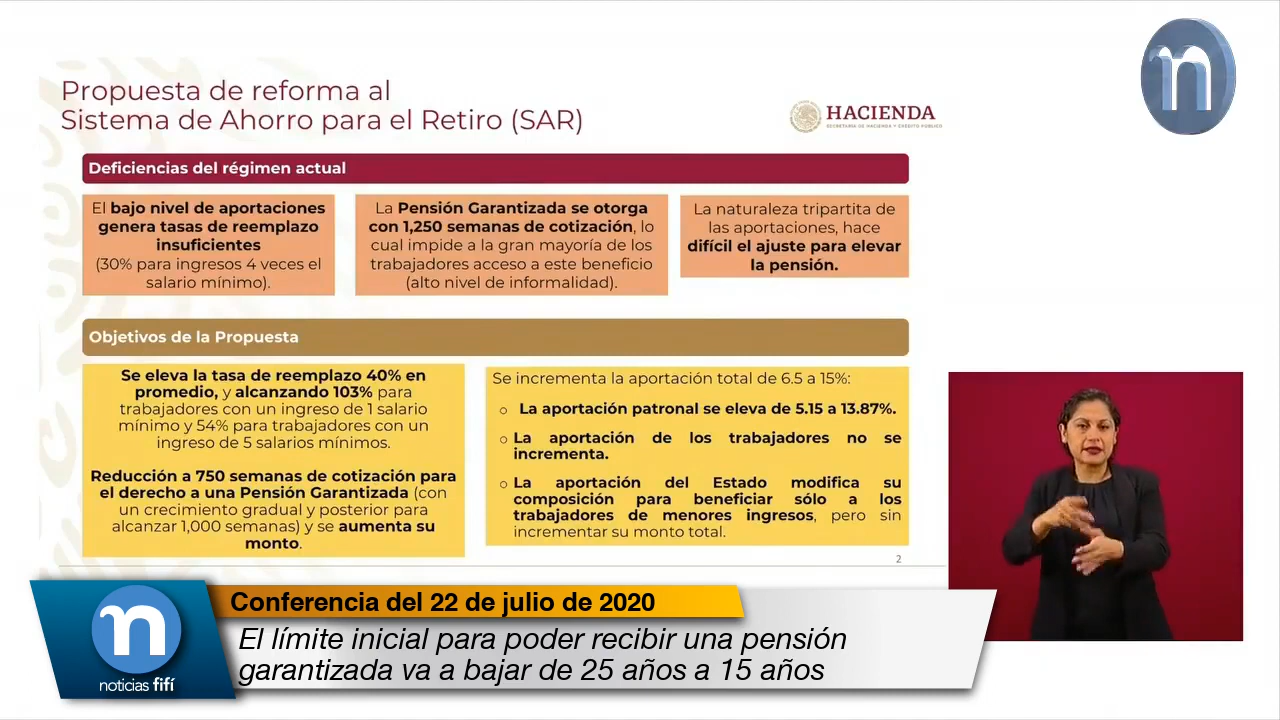 n
Propuesta de reforma al
Sistema de Ahorro para el Retiro (SAR)
HACIENDA
SECRETARÍA DE HACIENDA Y CRÉDITO PÚBLICO
Deficiencias del régimen actual
El bajo nivel de aportaciones
genera tasas de reemplazo
insuficientes
(30% para ingresos 4 veces el
salario mínimo).
La Pensión Garantizada se otorga
con 1,250 semanas de cotización, lo
cual impide a la gran mayoría de los
trabajadores acceso a este beneficio
(alto nivel de informalidad).
La naturaleza tripartita de
las aportaciones, hace
difícil el ajuste para elevar
la pensión.
Objetivos de la Propuesta
Se eleva la tasa de reemplazo 40% en
promedio, y alcanzando 103% para
trabajadores con un ingreso de 1 salario
mínimo y 54% para trabajadores con un
ingreso de 5 salarios mínimos.
Reducción a 750 semanas de cotización para
el derecho a una Pensión Garantizada (con
un crecimiento gradual y posterior para
alcanzar 1,000 semanas) y se aumenta su
monto.
Se incrementa la aportación total de 6.5 a 15%:
o La aportación patronal se eleva de 5.15 a 13.87%.
o La aportación de los trabajadores no se
incrementa.
o La aportación del Estado modifica su
composición para beneficiar sólo a los
trabajadores de menores ingresos, pero sin
incrementar su monto total.
2
n
noticias fifí
Conferencia del 22 de julio de 2020
El límite inicial para poder recibir una pensión
garantizada va a bajar de 25 años a 15 años